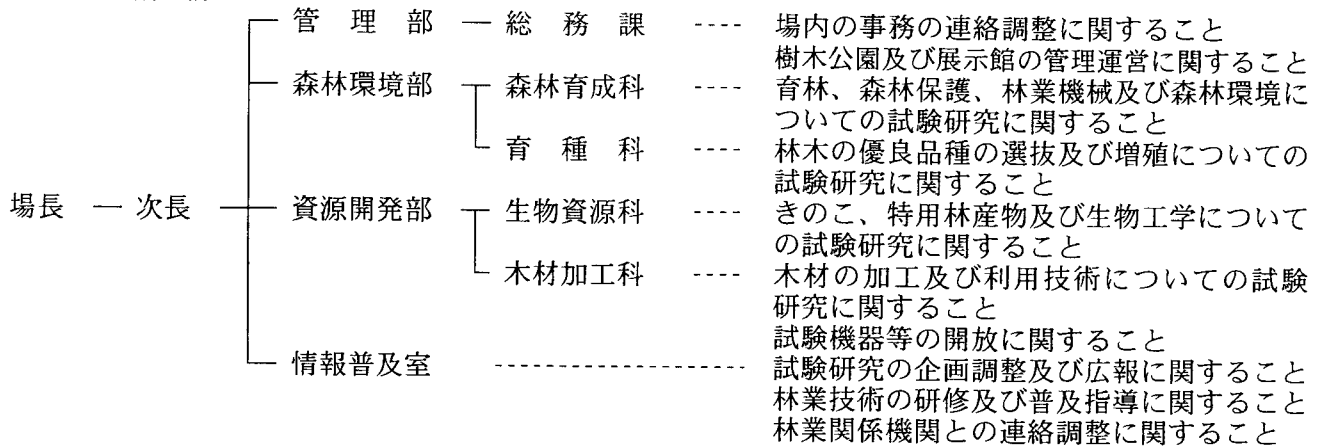 管理部 総務課 場内の事務の連絡調整に関すること
樹木公園及び展示館の管理運営に関すること
森林環境部 森林育成科 育林、森林保護、林業機械及び森林環境に
ついての試験研究に関すること
育種科 林木の優良品種の選抜及び増殖についての
試験研究に関すること
場長 次長 資源開発部 生物資源科 きのこ、特用林産物及び生物工学について
の試験研究に関すること
木材加工科 木材の加工及び利用技術についての試験
研究に関すること
試験機器等の開放に関すること
情報普及室 試験研究の企画調整及び広報に関すること
林業技術の研修及び普及指導に関すること
林業関係機関との連絡調整に関すること